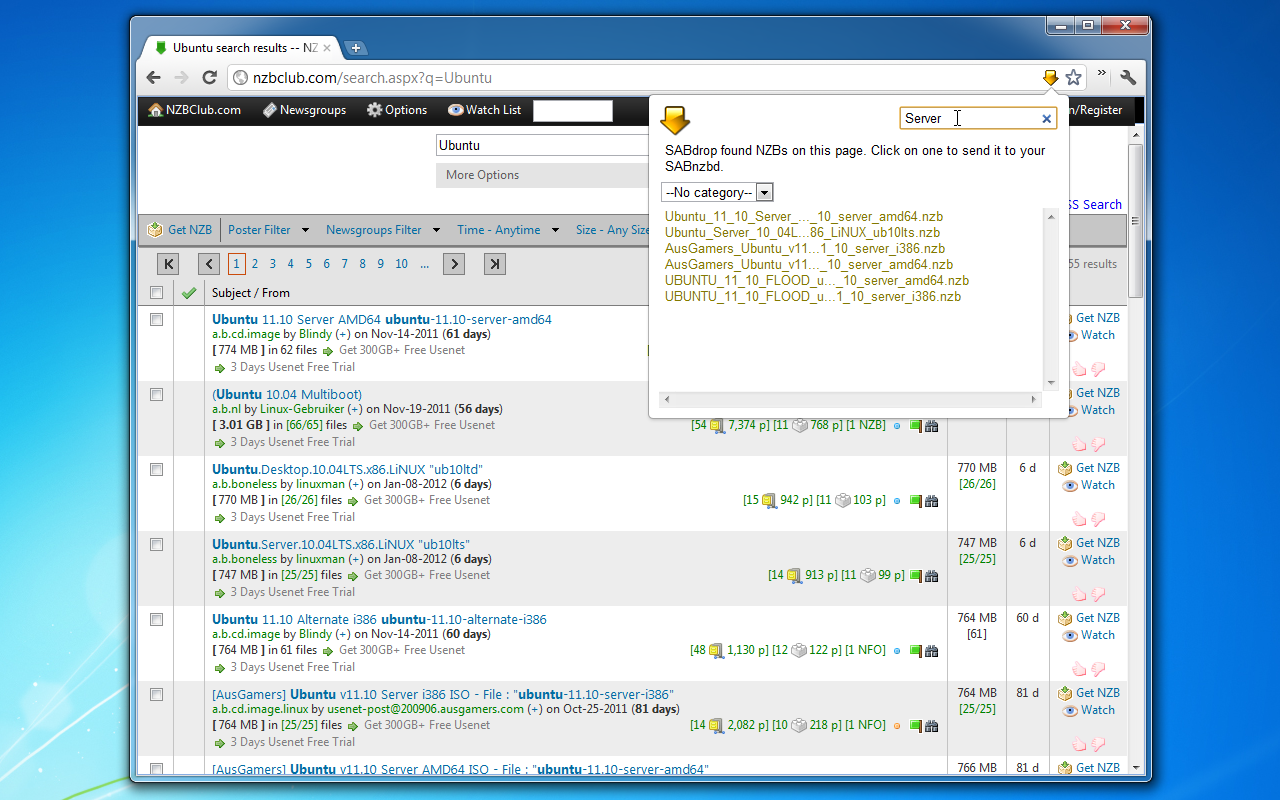 Ubuntu search results -- NZ
nzbclub.com/search.aspx?q=Ubuntu
NZBClub.com Newsgroups Options Watch List
/Register
Ubuntu
More Options
SS Search
Server
SABdrop found NZBs on this page. Click on one to send it to your
SABnzbd.
--No category--
Ubuntu_11_10_Server_..._10_server_amd64.nzb
Ubuntu_Server_10_04L...86_LiNUX_ub10lts.nzb
AusGamers_Ubuntu_v11...1_10_server_i386.nzb
AusGamers_Ubuntu_v11..._10_server_amd64.nzb
UBUNTU_11_10_FLOOD_u..._10_server_amd64.nzb
UBUNTU_11_10_FLOOD_u...1_10_server_i386.nzb
Get NZB Poster Filter Newsgroups Filter Time - Anytime Size - Any Size
1 2 3 4 5 6 7 8 9 10 ...
55 results
Subject / From
Ubuntu 11.10 Server AMD64 ubuntu-11.10-server-amd64
a.b.cd.image by Blindy (+) on Nov-14-2011 (61 days)
[ 774 MB ] in 62 files Get 300GB+ Free Usenet
3 Days Usenet Free Trial
Get NZB
Watch
(Ubuntu 10.04 Multiboot)
a.b.nl by Linux-Gebruiker (+) on Nov-19-2011 (56 days)
[ 3.01 GB ] in [66/65] files Get 300GB+ Free Usenet
[54 7,374 p] [11 768 p] [1 NZB]
3 Days Usenet Free Trial
Get NZB
Watch
Ubuntu.Desktop.10.04LTS.x86.LiNUX "ub10ltd"
a.b.boneless by linuxman (+) on Jan-08-2012 (6 days)
[ 770 MB ] in [26/26] files Get 300GB+ Free Usenet
[15 942 p] [11 103 p]
3 Days Usenet Free Trial
770 MB 6 d Get NZB
[26/26] Watch
Ubuntu.Server.10.04LTS.x86.LiNUX "ub10lts"
a.b.boneless by linuxman (+) on Jan-08-2012 (6 days)
[ 747 MB ] in [25/25] files Get 300GB+ Free Usenet
[14 913 p] [11 99 p]
3 Days Usenet Free Trial
747 MB 6 d Get NZB
[25/25] Watch
Ubuntu 11.10 Alternate i386 ubuntu-11.10-alternate-i386
a.b.cd.image by Blindy (+) on Nov-14-2011 (60 days)
[ 764 MB ] in 61 files Get 300GB+ Free Usenet
[48 1,130 p] [12 122 p] [1 NFO]
3 Days Usenet Free Trial
764 MB 60 d Get NZB
[61] Watch
[AusGamers] Ubuntu v11.10 Server i386 ISO - File : "ubuntu-11.10-server-i386"
a.b.cd.image.linux by usenet-post@200906.ausgamers.com (+) on Oct-25-2011 (81 days)
[ 764 MB ] in [25/25] files Get 300GB+ Free Usenet
[14 2,082 p] [10 218 p] [1 NFO]
3 Days Usenet Free Trial
764 MB 81 d Get NZB
[25/25] Watch
[AusGamers] Ubuntu v11.10 Server AMD64 ISO - File : "ubuntu-11.10-server-amd64"
766 MB 81 d Get NZB